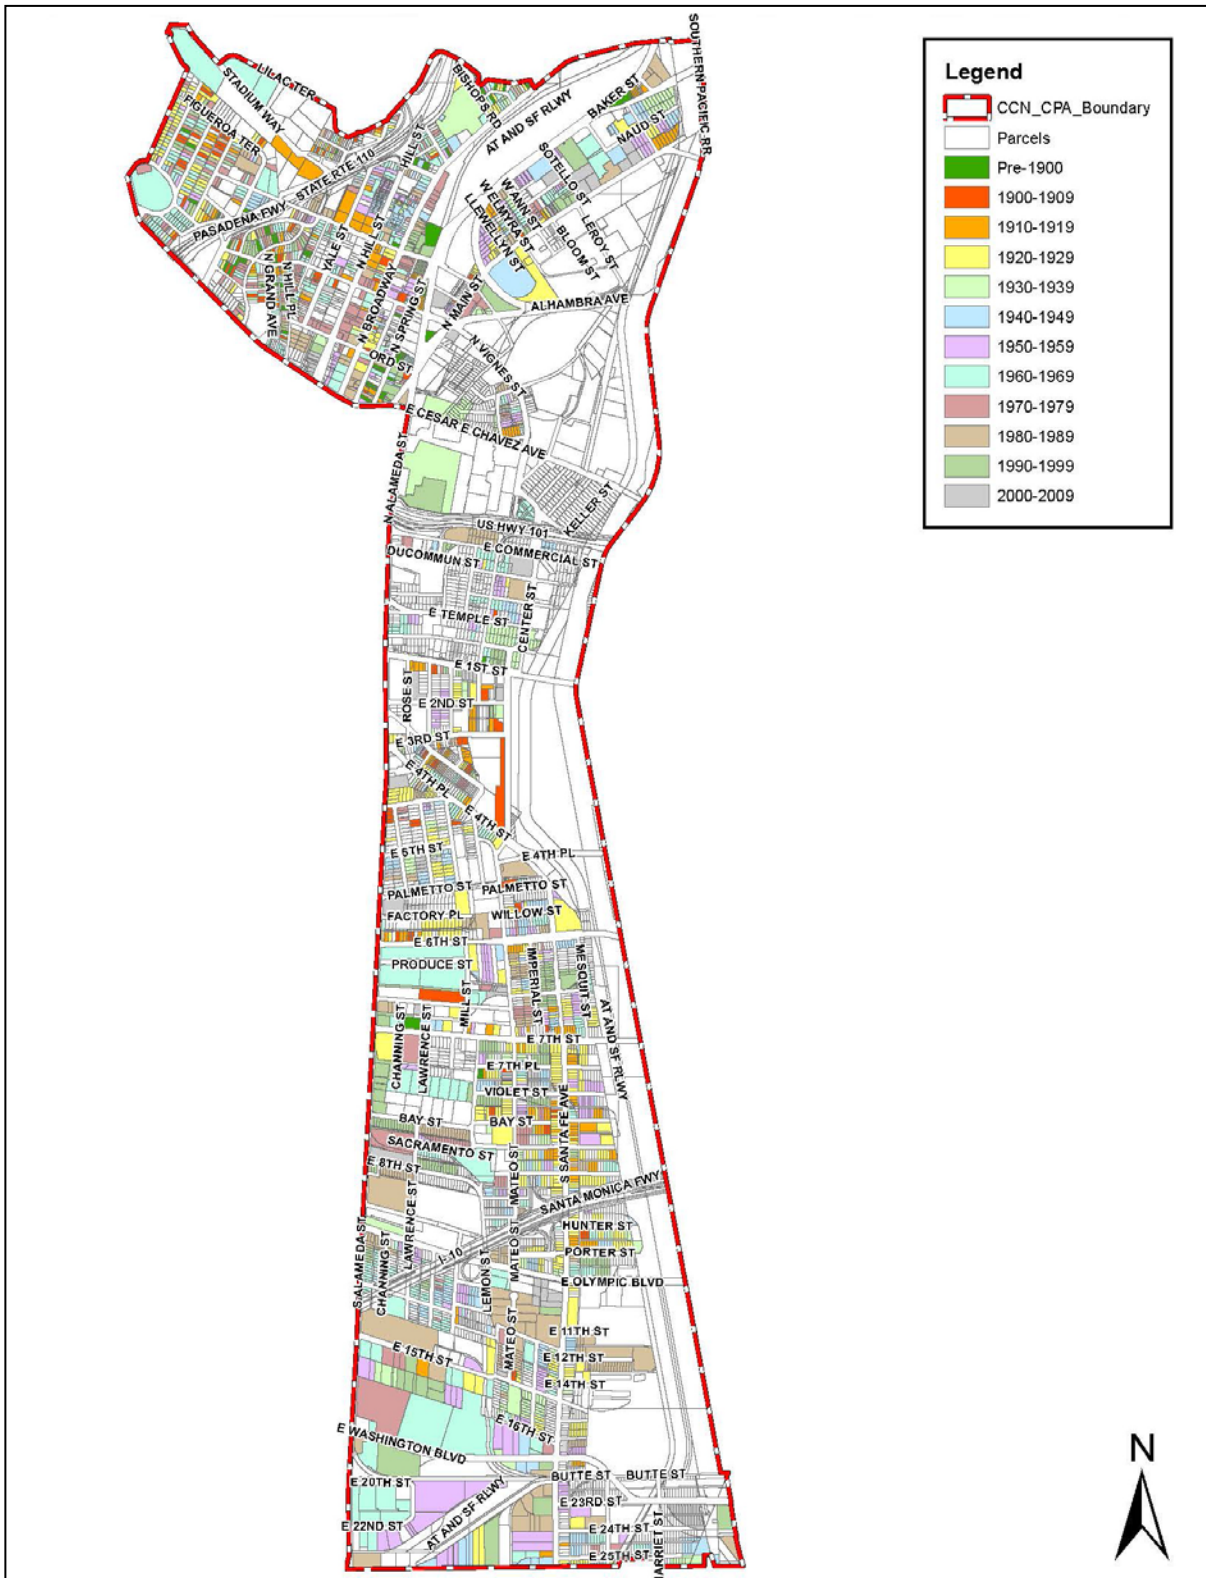 SOUTHERN PACIFIC RR
LILAC TER
STADIUM WAY
FIGUEROA TER
BISHOPS RD
AT AND SF RLWY
BAKER ST
NAUD ST
HILL ST
SOTELLO ST
PASADENA FWY
STATE RTE 110
W ANN ST
W ELMYRA ST
LLEWELLYN ST
LEROY ST
BLOOM ST
YALE ST
N HILL ST
N HILL PL
N GRAND AVE
N BROADWAY
N SPRING ST
N MAIN ST
ALHAMBRA AVE
ORD ST
N VIGNES ST
E CESAR E CHAVEZ AVE
N ALAMEDA ST
KELLER ST
US HWY 101
E COMMERCIAL ST
DUCOMMUN ST
CENTER ST
E TEMPLE ST
E 1ST ST
ROSE ST
E 2ND ST
E 3RD ST
E 4TH PL
E 4TH ST
E 5TH ST
E 4TH PL
PALMETTO ST
PALMETTO ST
FACTORY PL
WILLOW ST
E 6TH ST
PRODUCE ST
IMPERIAL ST
MESQUIT ST
MILL ST
CHANNING ST
LAWRENCE ST
AT AND SF RLWY
E 7TH ST
E 7TH PL
VIOLET ST
BAY ST
BAY ST
S SANTA FE AVE
SACRAMENTO ST
E 8TH ST
MATEO ST
SANTA MONICA FWY
LAWRENCE ST
HUNTER ST
PORTER ST
S ALAMEDA ST
CHANNING ST
I- 10
LEMON ST
MATEO ST
E OLYMPIC BLVD
MATEO ST
E 11TH ST
E 15TH ST
E 12TH ST
E 14TH ST
E 16TH ST
E WASHINGTON BLVD
BUTTE ST
BUTTE ST
E 20TH ST
AT AND SF RLWY
E 23RD ST
E 22ND ST
E 24TH ST
HARRIET ST
E 25TH ST
Legend
CCN_CPA_Boundary
Parcels
Pre-1900
1900-1909
1910-1919
1920-1929
1930-1939
1940-1949
1950-1959
1960-1969
1970-1979
1980-1989
1990-1999
2000-2009
N